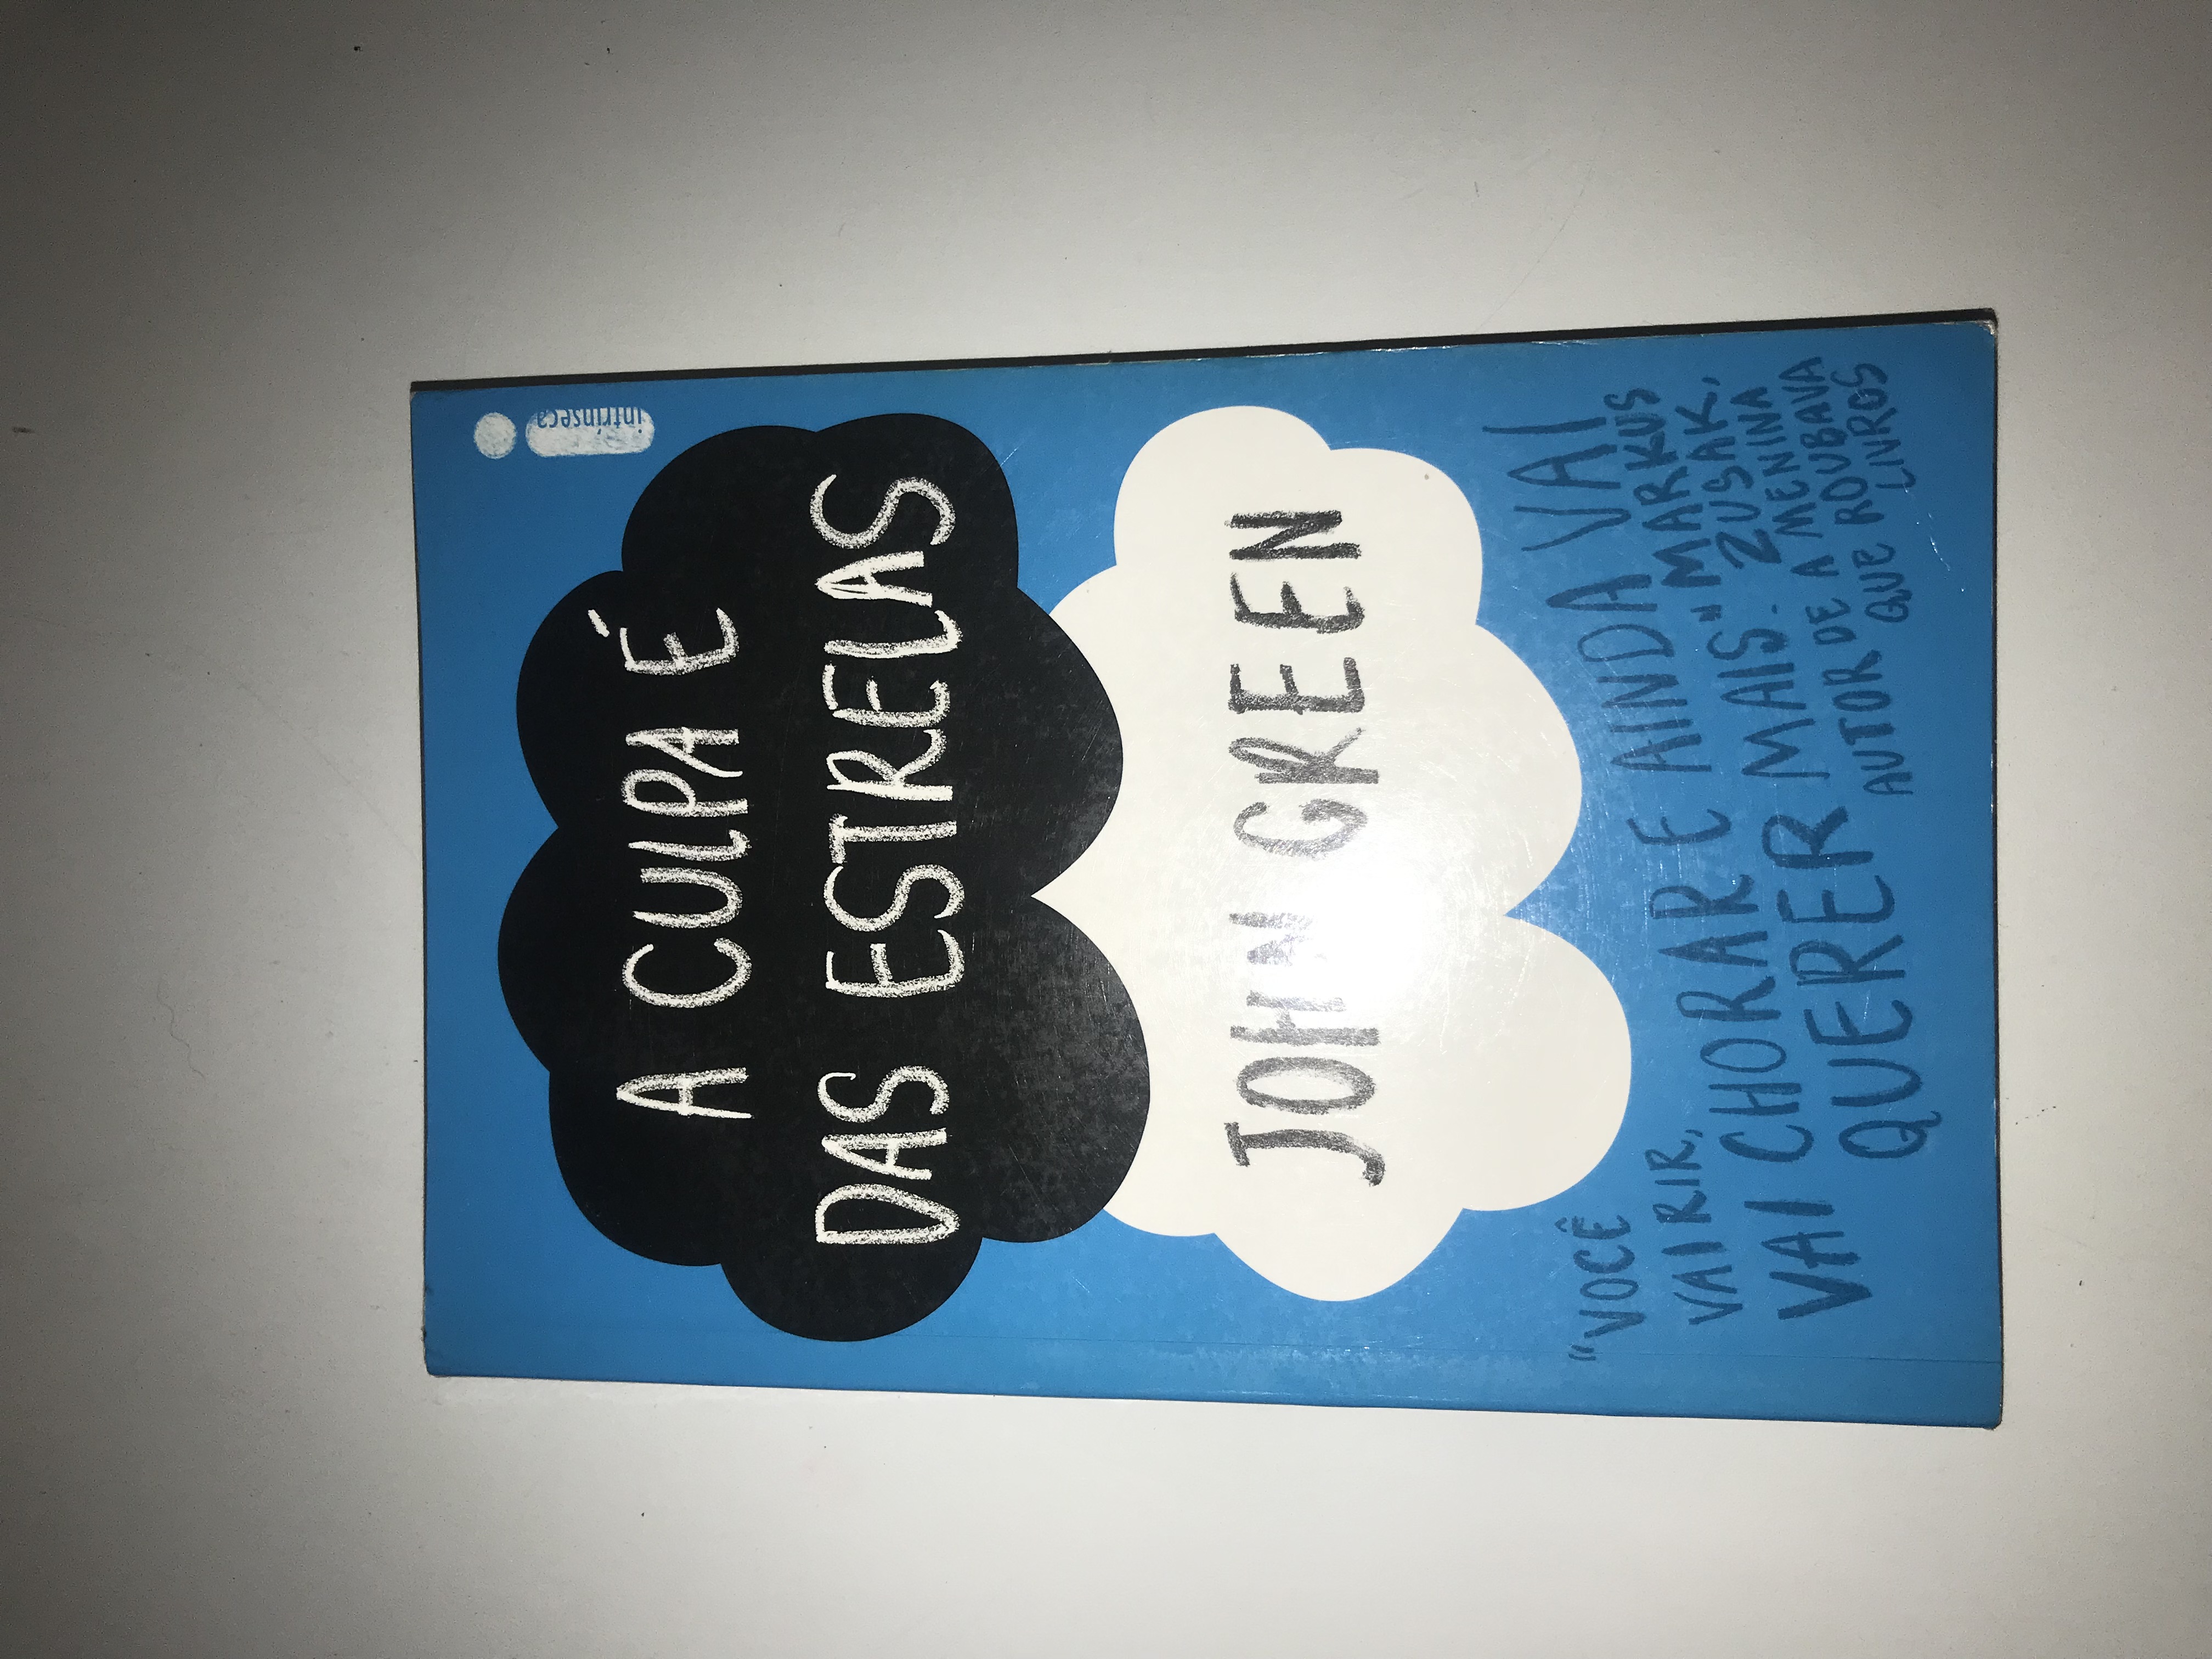 intrínseca
A CULPA É
DAS ESTRELAS
JOHN GREEN
"VOCÊ
VAI RIR,
VAI CHORAR E AINDA VAI
QUERER MAIS." MARKUS
ZUSAK,
AUTOR DE A MENINA
QUE ROUBAVA
LIVROS